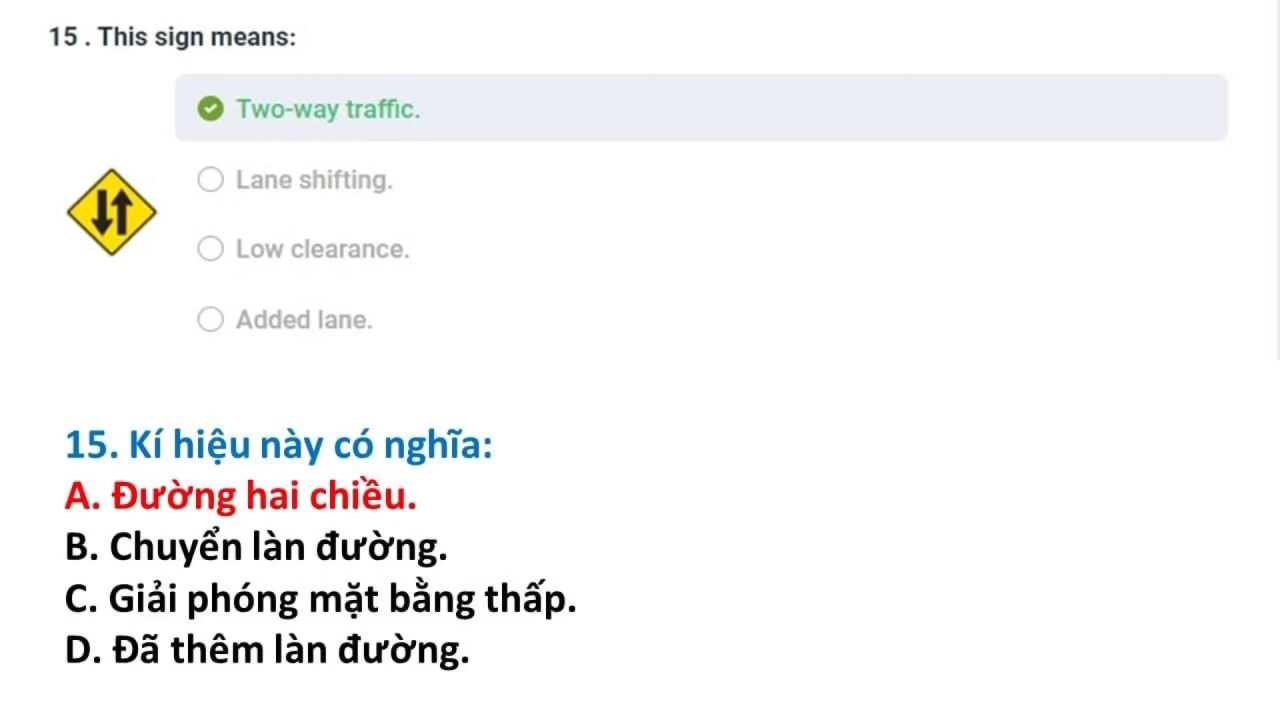 15 . This sign means:
Two-way traffic.
Lane shifting.
Low clearance.
Added lane.
15. Kí hiệu này có nghĩa:
A. Đường hai chiều.
B. Chuyển làn đường.
C. Giải phóng mặt bằng thấp.
D. Đã thêm làn đường.